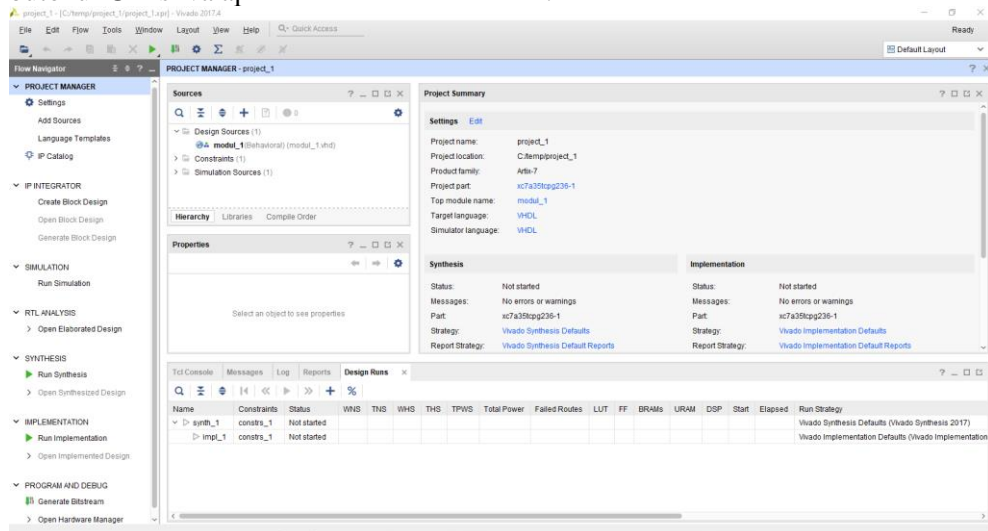 project_1 - [C:/temp/project_1/project_1.xpr] - Vivado 2017.4
File Edit Flow Tools Window Layout View Help Quick Access
Ready
Default Layout
Flow Navigator
PROJECT MANAGER - project_1
PROJECT MANAGER
Settings
Add Sources
Language Templates
IP Catalog
IP INTEGRATOR
Create Block Design
Open Block Design
Generate Block Design
SIMULATION
Run Simulation
RTL ANALYSIS
Open Elaborated Design
SYNTHESIS
Run Synthesis
Open Synthesized Design
IMPLEMENTATION
Run Implementation
Open Implemented Design
PROGRAM AND DEBUG
Generate Bitstream
Open Hardware Manager
Sources
0
Design Sources (1)
modul_1(Behavioral) (modul_1.vhd)
Constraints (1)
Simulation Sources (1)
Hierarchy Libraries Compile Order
Properties
Select an object to see properties
Project Summary
Settings Edit
Project name: project_1
Project location: C:/temp/project_1
Product family: Artix-7
Project part: xc7a35tcpg236-1
Top module name: modul_1
Target language: VHDL
Simulator language: VHDL
Synthesis
Status: Not started
Messages: No errors or warnings
Part: xc7a35tcpg236-1
Strategy: Vivado Synthesis Defaults
Report Strategy: Vivado Synthesis Default Reports
Implementation
Status: Not started
Messages: No errors or warnings
Part: xc7a35tcpg236-1
Strategy: Vivado Implementation Defaults
Report Strategy: Vivado Implementation Default Reports
Tcl Console Messages Log Reports Design Runs
Name Constraints Status WNS TNS WHS THS TPWS Total Power Failed Routes LUT FF BRAMs URAM DSP Start Elapsed Run Strategy
synth_1 constrs_1 Not started Vivado Synthesis Defaults (Vivado Synthesis 2017)
impl_1 constrs_1 Not started Vivado Implementation Defaults (Vivado Implementation